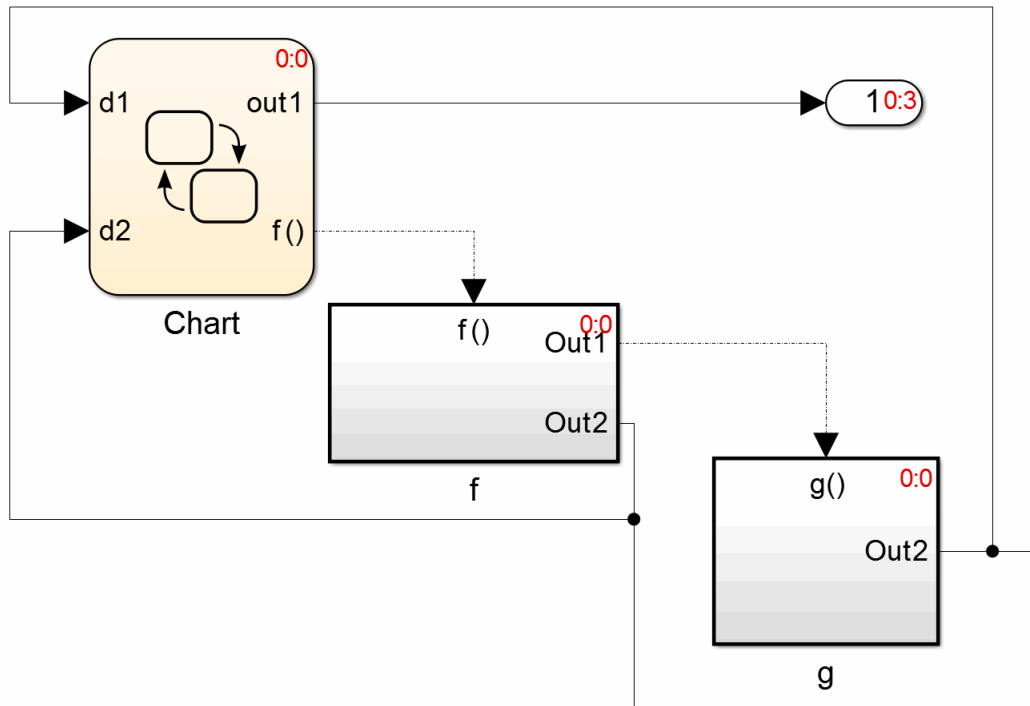 0:0
d1
out1
1
0:3
d2
f()
Chart
f()
0:0
Out1
Out2
f
g()
0:0
Out2
g